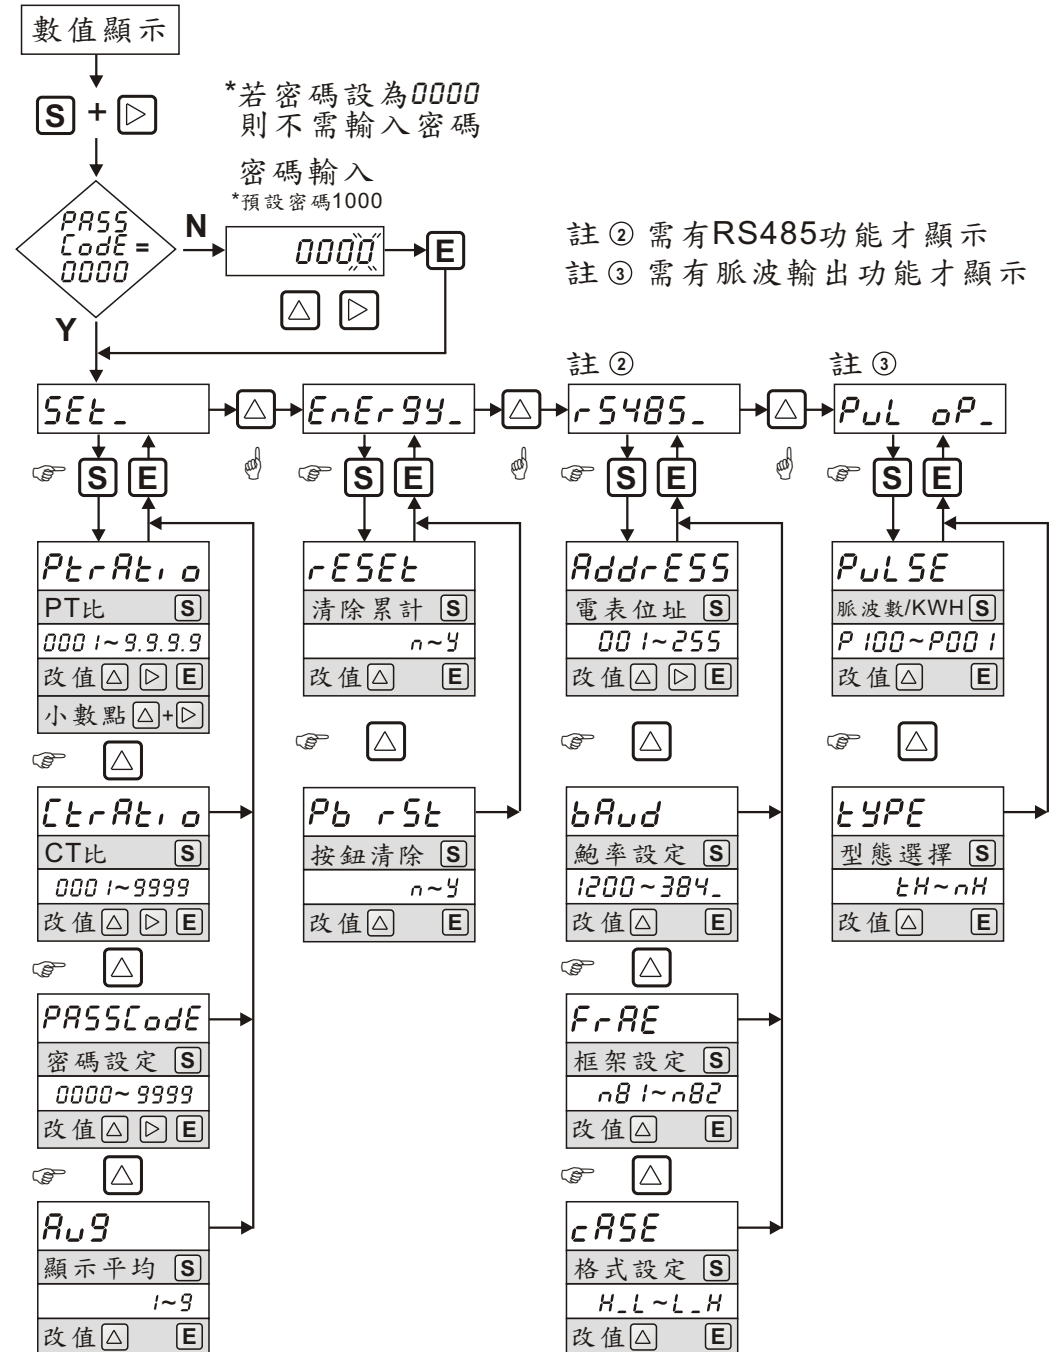 數值顯示
S + ▷
*若密碼設為0000
則不需輸入密碼
密碼輸入
*預設密碼1000
PASS
CodE =
0000
N
0000
E
△ ▷
Y
註 ② 需有RS485功能才顯示
註 ③ 需有脈波輸出功能才顯示
SEt_
△
S E
PtrAtio
PT比 S
0001~9.9.9.9
改值 △ ▷ E
小數點 △+▷
△
CtrAtio
CT比 S
0001~9999
改值 △ ▷ E
△
PASSCodE
密碼設定 S
0000~9999
改值 △ ▷ E
△
Aug
顯示平均 S
1~9
改值 △ E
EnErgy_
△
S E
rESEt
清除累計 S
n~y
改值 △ E
△
Pb rSt
按鈕清除 S
n~y
改值 △ E
註 ②
rS485_
△
S E
AddrESS
電表位址 S
001~255
改值 △ ▷ E
△
bAud
鮑率設定 S
1200~384_
改值 △ E
△
FrAE
框架設定 S
n81~n82
改值 △ E
△
cASE
格式設定 S
H_L~L_H
改值 △ E
註 ③
PuL oP_
S E
PuLSE
脈波數/KWH S
P100~P001
改值 △ E
△
tyPE
型態選擇 S
tH~nH
改值 △ E